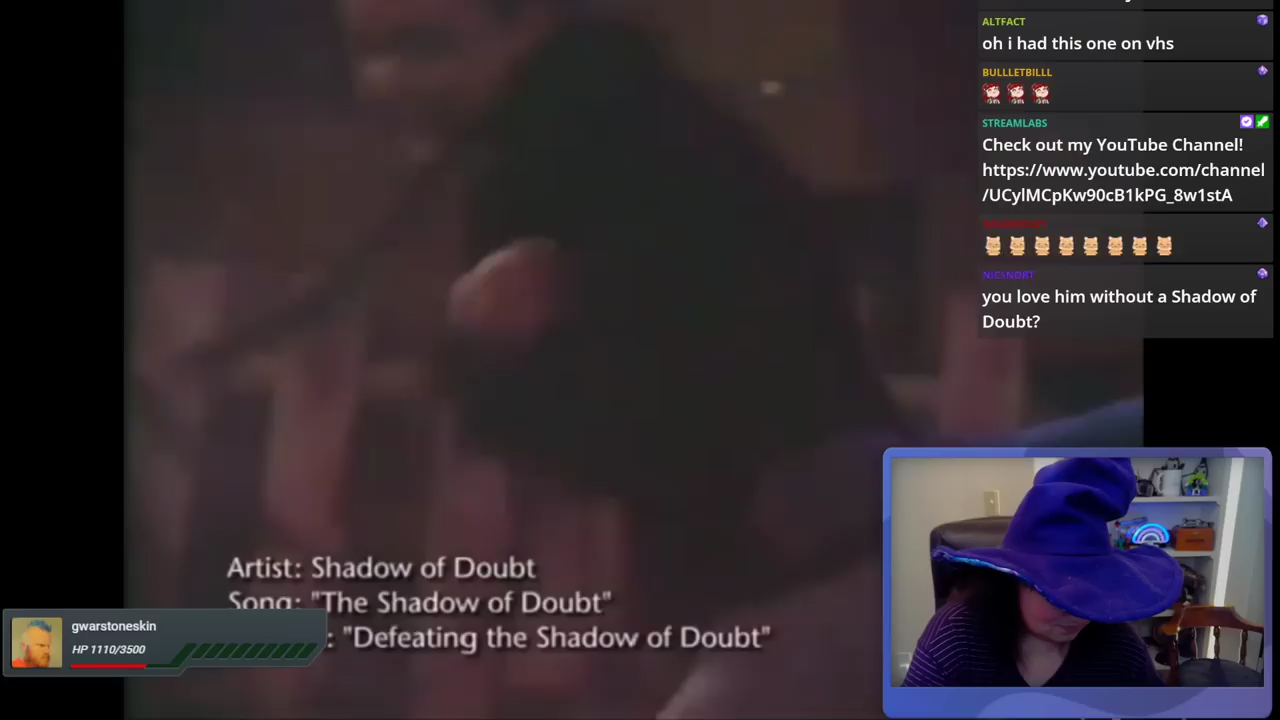 ALTFACT
oh i had this one on vhs
BULLLETBILLL
STREAMLABS
Check out my YouTube Channel!
https://www.youtube.com/channel
/UCylMCpKw90cB1kPG_8w1stA
NICSNORT
you love him without a Shadow of
Doubt?
Artist: Shadow of Doubt
Song: "The Shadow of Doubt"
: "Defeating the Shadow of Doubt"
gwarstoneskin
HP 1110/3500